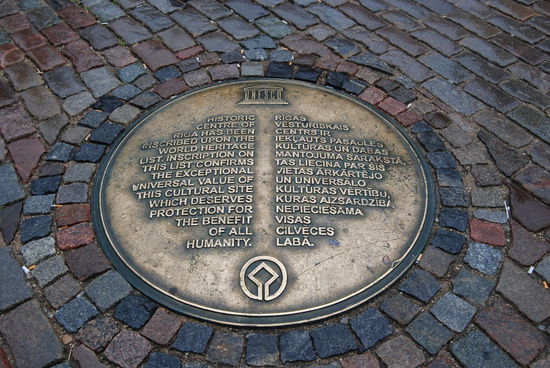 UNESCO
HISTORIC
CENTRE OF
RIGA HAS BEEN
INSCRIBED UPON THE
WORLD HERITAGE
LIST. INSCRIPTION ON
THIS LIST CONFIRMS
THE EXCEPTIONAL
UNIVERSAL VALUE OF
THIS CULTURAL SITE
WHICH DESERVES
PROTECTION FOR
THE BENEFIT
OF ALL
HUMANITY.
RĪGAS
VĒSTURISKAIS
CENTRS IR
IEKĻAUTS PASAULES
KULTŪRAS UN DABAS
MANTOJUMA SARAKSTĀ.
TAS LIECINA PAR ŠĪS
VIETAS ĀRKĀRTĒJO
UN UNIVERSĀLO
KULTŪRAS VĒRTĪBU,
KURAS AIZSARDZĪBA
NEPIECIEŠAMA
VISAS
CILVĒCES
LABĀ.